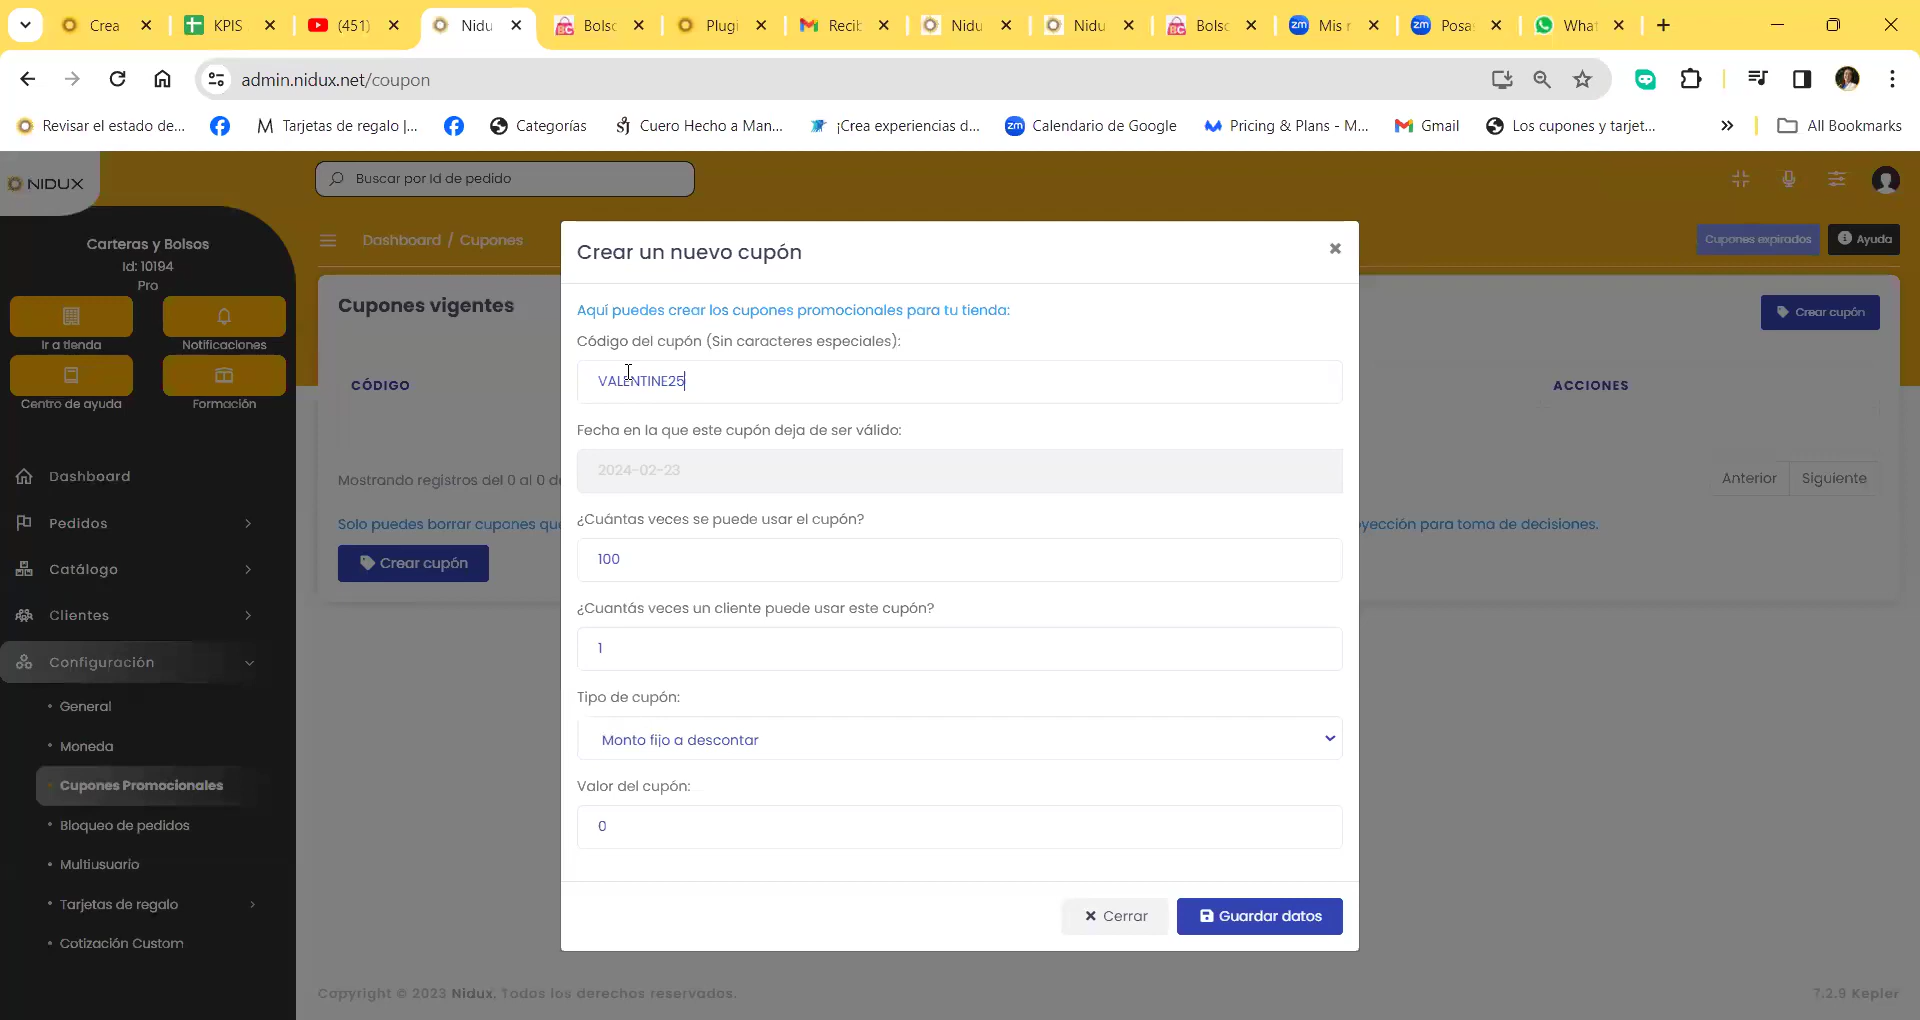 Crea
KPIS
(451)
Nidu
Bolsc
Plugi
Recib
Nidu
Nidu
Bolsc
Mis r
Posa
What
admin.nidux.net/coupon
Revisar el estado de...
Tarjetas de regalo |...
Categorías
Cuero Hecho a Man...
¡Crea experiencias d...
Calendario de Google
Pricing & Plans - M...
Gmail
Los cupones y tarjet...
All Bookmarks
NIDUX
Buscar por Id de pedido
Carteras y Bolsos
Id: 10194
Pro
Ir a tienda
Notificaciones
Centro de ayuda
Formación
Dashboard
Pedidos
Catálogo
Clientes
Configuración
General
Moneda
Cupones Promocionales
Bloqueo de pedidos
Multiusuario
Tarjetas de regalo
Cotización Custom
Dashboard / Cupones
Cupones expirados
Ayuda
Cupones vigentes
Crear cupón
CÓDIGO
ACCIONES
Mostrando registros del 0 al 0 de
Anterior
Siguiente
Solo puedes borrar cupones que
yección para toma de decisiones.
Crear cupón
Crear un nuevo cupón
Aquí puedes crear los cupones promocionales para tu tienda:
Código del cupón (Sin caracteres especiales):
VALENTINE25
Fecha en la que este cupón deja de ser válido:
2024-02-23
¿Cuántas veces se puede usar el cupón?
100
¿Cuantás veces un cliente puede usar este cupón?
1
Tipo de cupón:
Monto fijo a descontar
Valor del cupón:
0
Cerrar
Guardar datos
Copyright © 2023 Nidux, Todos los derechos reservados.
7.2.9 Kepler